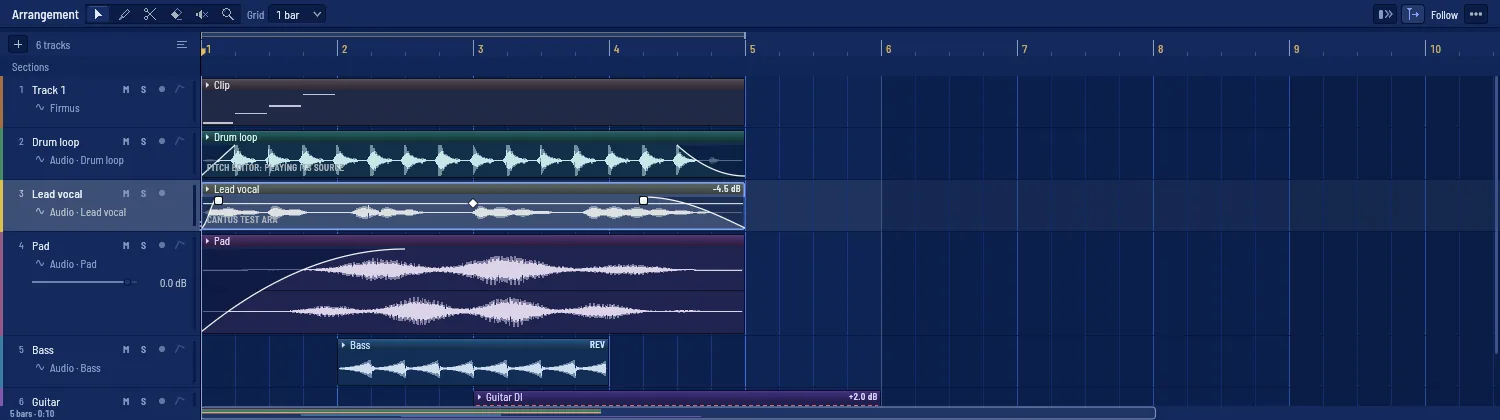 Arrangement Grid 1 bar Follow
6 tracks 1 2 3 4 5 6 7 8 9 10
Sections
1 Track 1 M S Clip
Firmus
2 Drum loop M S Drum loop
Audio · Drum loop
PITCH EDITOR: PLAYING ITS SOURCE
3 Lead vocal M S Lead vocal -4.5 dB
Audio · Lead vocal
CANTUS TEST ARA
4 Pad M S Pad
Audio · Pad
0.0 dB
5 Bass M S Bass REV
Audio · Bass
6 Guitar M S Guitar DI +2.0 dB
5 bars · 0:10